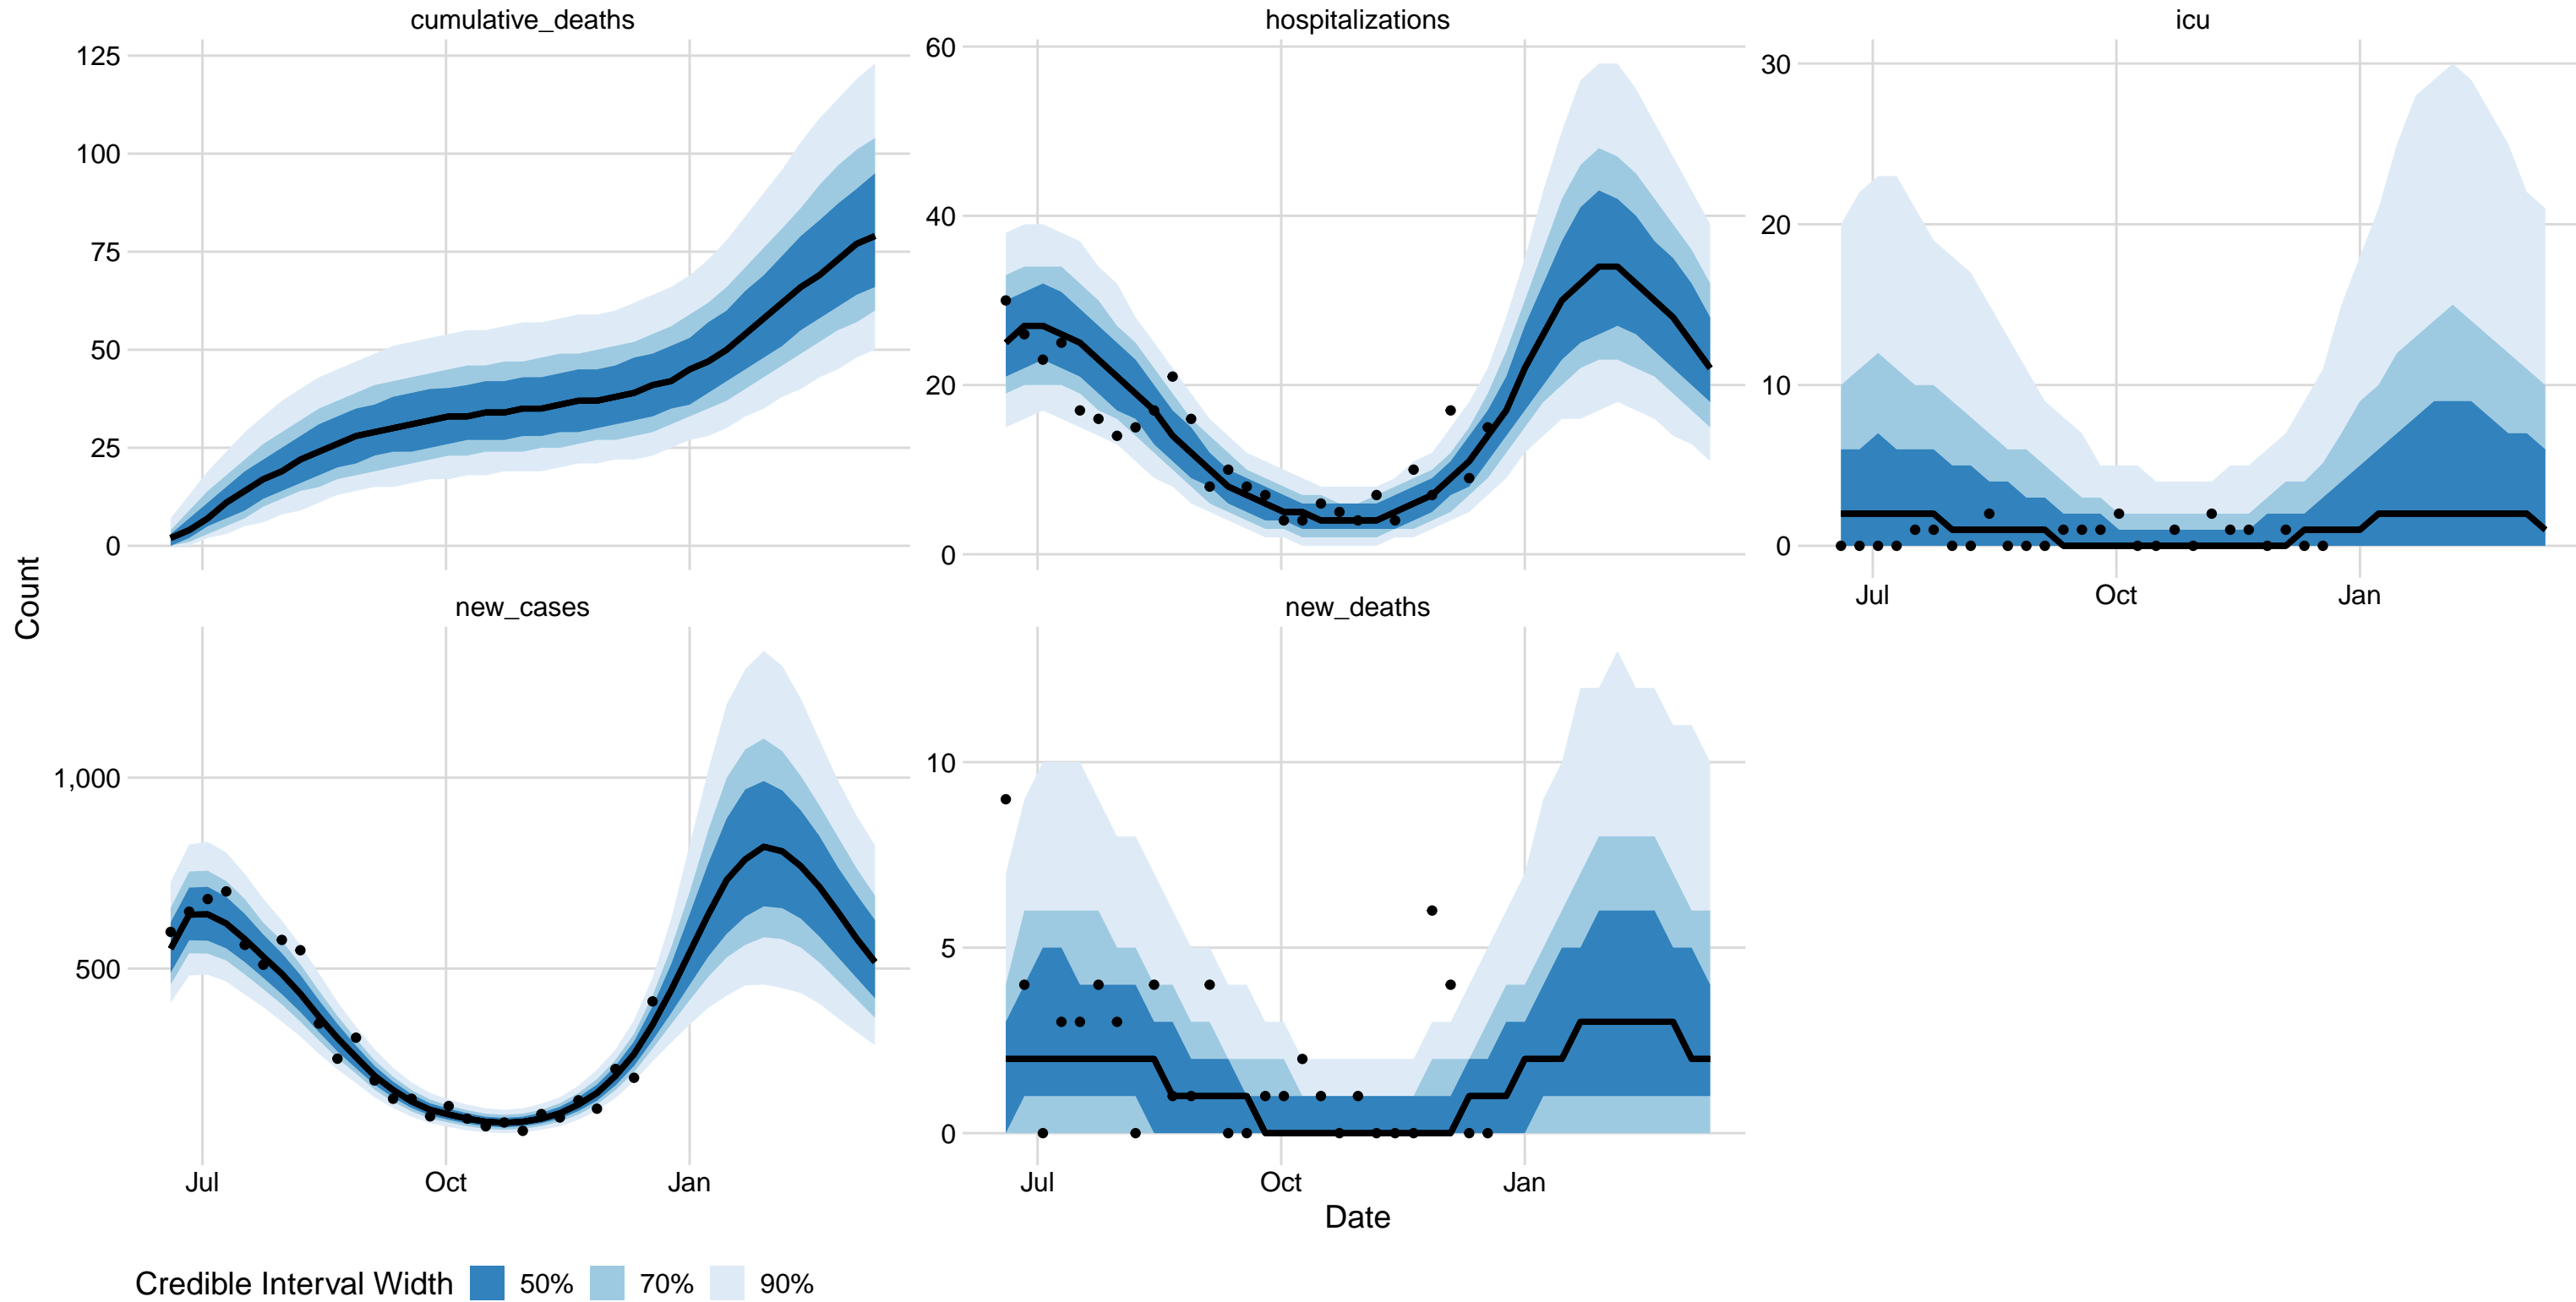 cumulative_deaths
hospitalizations
icu
125
100
75
50
25
0
60
40
20
0
30
20
10
0
Jul Oct Jan
Count
new_cases
new_deaths
1,000
500
10
5
0
Jul Oct Jan
Jul Oct Jan
Date
Credible Interval Width 50% 70% 90%